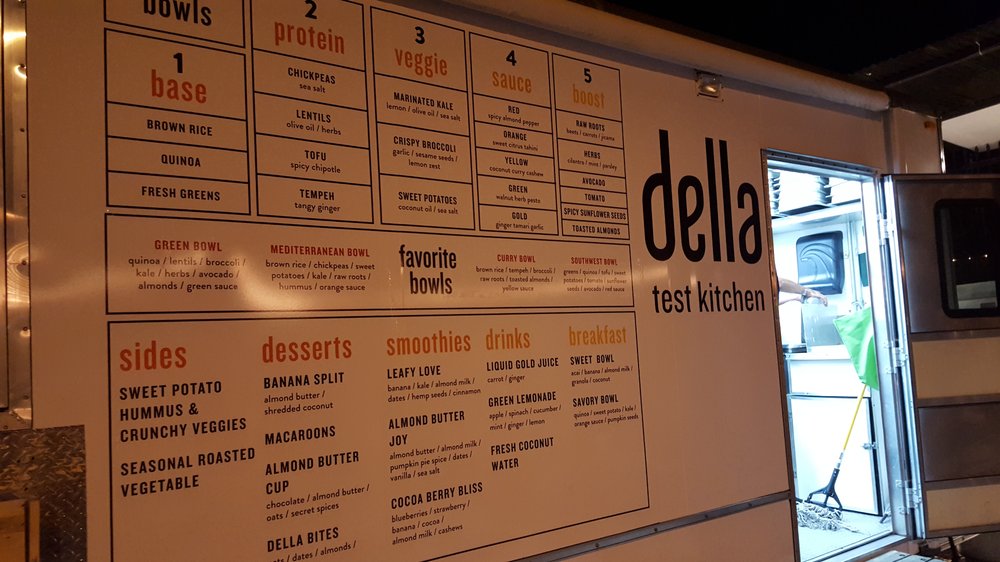 bowls
1
base
BROWN RICE
QUINOA
FRESH GREENS
2
protein
CHICKPEAS
sea salt
LENTILS
olive oil / herbs
TOFU
spicy chipotle
TEMPEH
tangy ginger
3
veggie
MARINATED KALE
lemon / olive oil / sea salt
CRISPY BROCCOLI
garlic / sesame seeds /
lemon zest
SWEET POTATOES
coconut oil / sea salt
4
sauce
RED
spicy almond pepper
ORANGE
sweet citrus tahini
YELLOW
coconut curry cashew
GREEN
walnut herb pesto
GOLD
ginger tamari garlic
5
boost
RAW ROOTS
beets / carrots / jicama
HERBS
cilantro / mint / parsley
AVOCADO
TOMATO
SPICY SUNFLOWER SEEDS
TOASTED ALMONDS
GREEN BOWL
quinoa / lentils / broccoli
/ kale / herbs / avocado /
almonds / green sauce
MEDITERRANEAN BOWL
brown rice / chickpeas / sweet
potatoes / kale / raw roots /
hummus / orange sauce
favorite
bowls
CURRY BOWL
brown rice / tempeh / broccoli
/ raw roots / toasted almonds /
yellow sauce
SOUTHWEST BOWL
greens / quinoa / tofu / sweet
potatoes / tomato / sunflower
seeds / avocado / red sauce
sides
SWEET POTATO
HUMMUS &
CRUNCHY VEGGIES
SEASONAL ROASTED
VEGETABLE
desserts
BANANA SPLIT
almond butter /
shredded coconut
MACAROONS
ALMOND BUTTER
CUP
chocolate / almond butter /
oats / secret spices
DELLA BITES
oats / dates / almonds /
smoothies
LEAFY LOVE
banana / kale / almond milk /
dates / hemp seeds / cinnamon
ALMOND BUTTER
JOY
almond butter / almond milk /
pumpkin pie spice / dates /
vanilla / sea salt
COCOA BERRY BLISS
blueberries / strawberry /
banana / cocoa /
almond milk / cashews
drinks
LIQUID GOLD JUICE
carrot / ginger
GREEN LEMONADE
apple / spinach / cucumber /
mint / ginger / lemon
FRESH COCONUT
WATER
breakfast
SWEET BOWL
acai / banana / almond milk /
granola / coconut
SAVORY BOWL
quinoa / sweet potato / kale /
orange sauce / pumpkin seeds
della
test kitchen